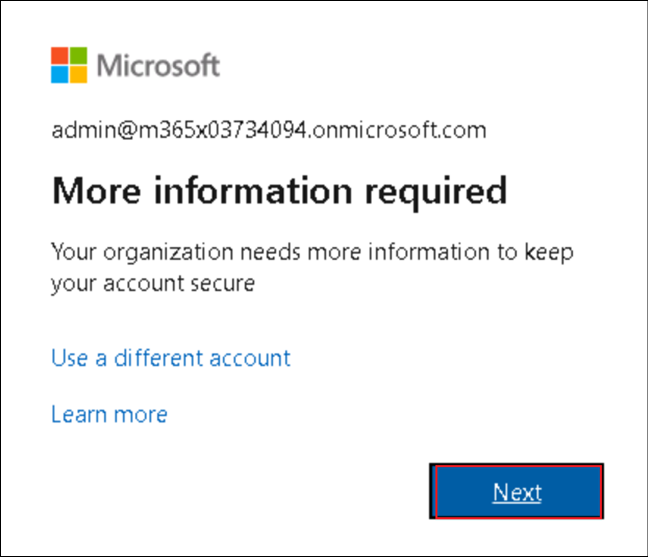 Microsoft
admin@m365x03734094.onmicrosoft.com
More information required
Your organization needs more information to keep
your account secure
Use a different account
Learn more
Next